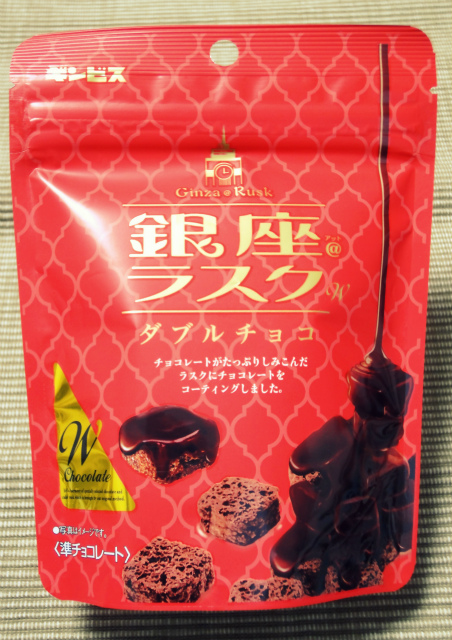 ギンビス
Ginza Rusk
銀座@
ラスク W
ダブルチョコ
チョコレートがたっぷりしみこんだ
ラスクにチョコレートを
コーティングしました。
W
Chocolate
●写真はイメージです。
〈準チョコレート〉